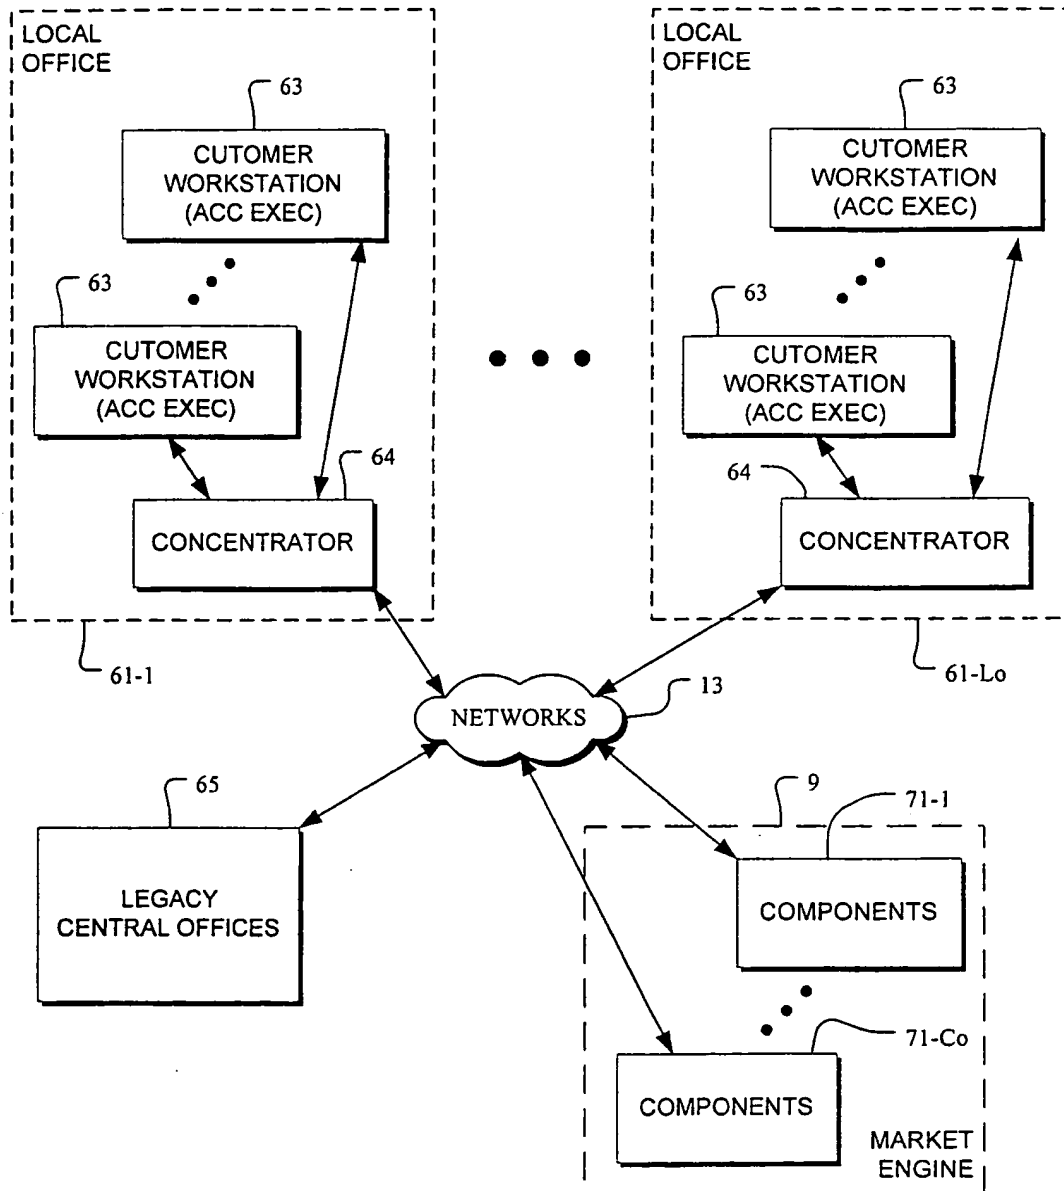 LOCAL
OFFICE
63
CUTOMER
WORKSTATION
(ACC EXEC)
63
CUTOMER
WORKSTATION
(ACC EXEC)
64
CONCENTRATOR
61-1
LOCAL
OFFICE
63
CUTOMER
WORKSTATION
(ACC EXEC)
63
CUTOMER
WORKSTATION
(ACC EXEC)
64
CONCENTRATOR
61-Lo
NETWORKS
13
65
LEGACY
CENTRAL OFFICES
9
71-1
COMPONENTS
71-Co
COMPONENTS
MARKET
ENGINE